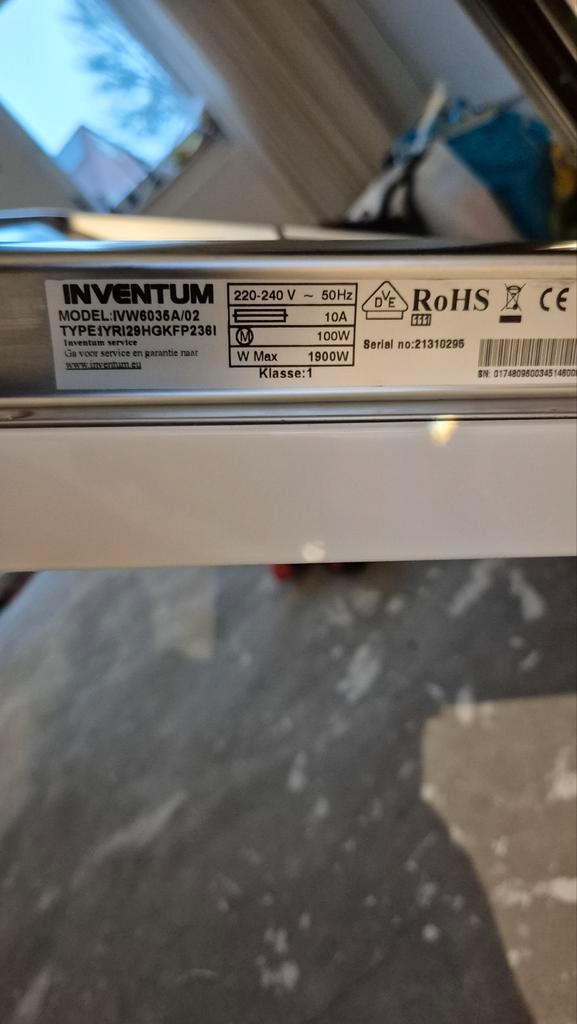 INVENTUM
MODEL:IVW6035A/02
TYPE:IYRI29HGKFP236I
Inventum service
Ga voor service en garantie naar
www.inventum.eu
220-240 V ~ 50Hz
10A
M 100W
W Max 1900W
Klasse:1
DVE
RoHS
CE
Serial no:21310295